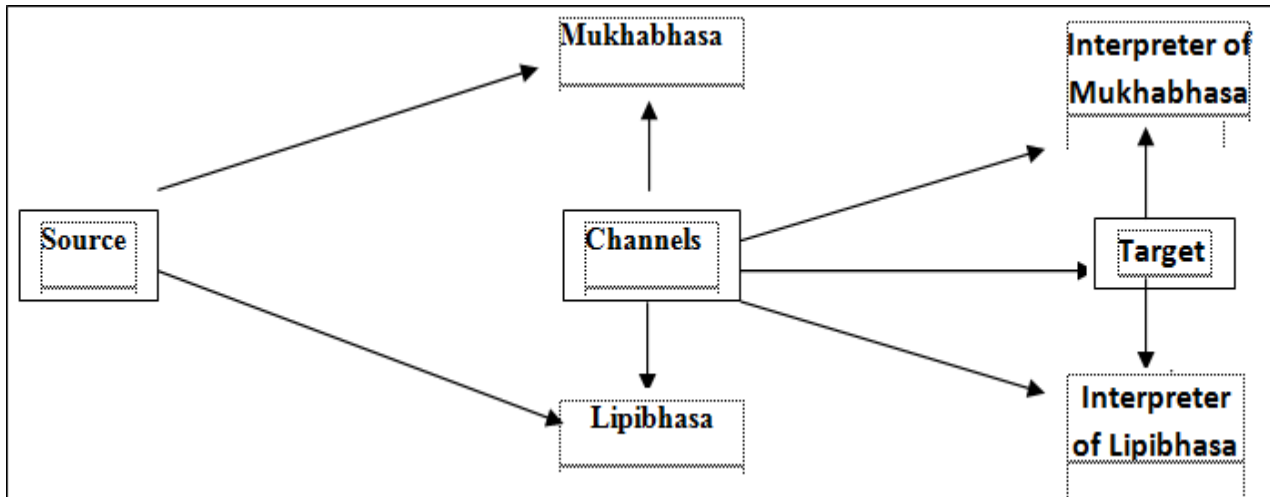 Mukhabhasa
Interpreter of
Mukhabhasa
Source
Channels
Target
Lipibhasa
Interpreter
of Lipibhasa